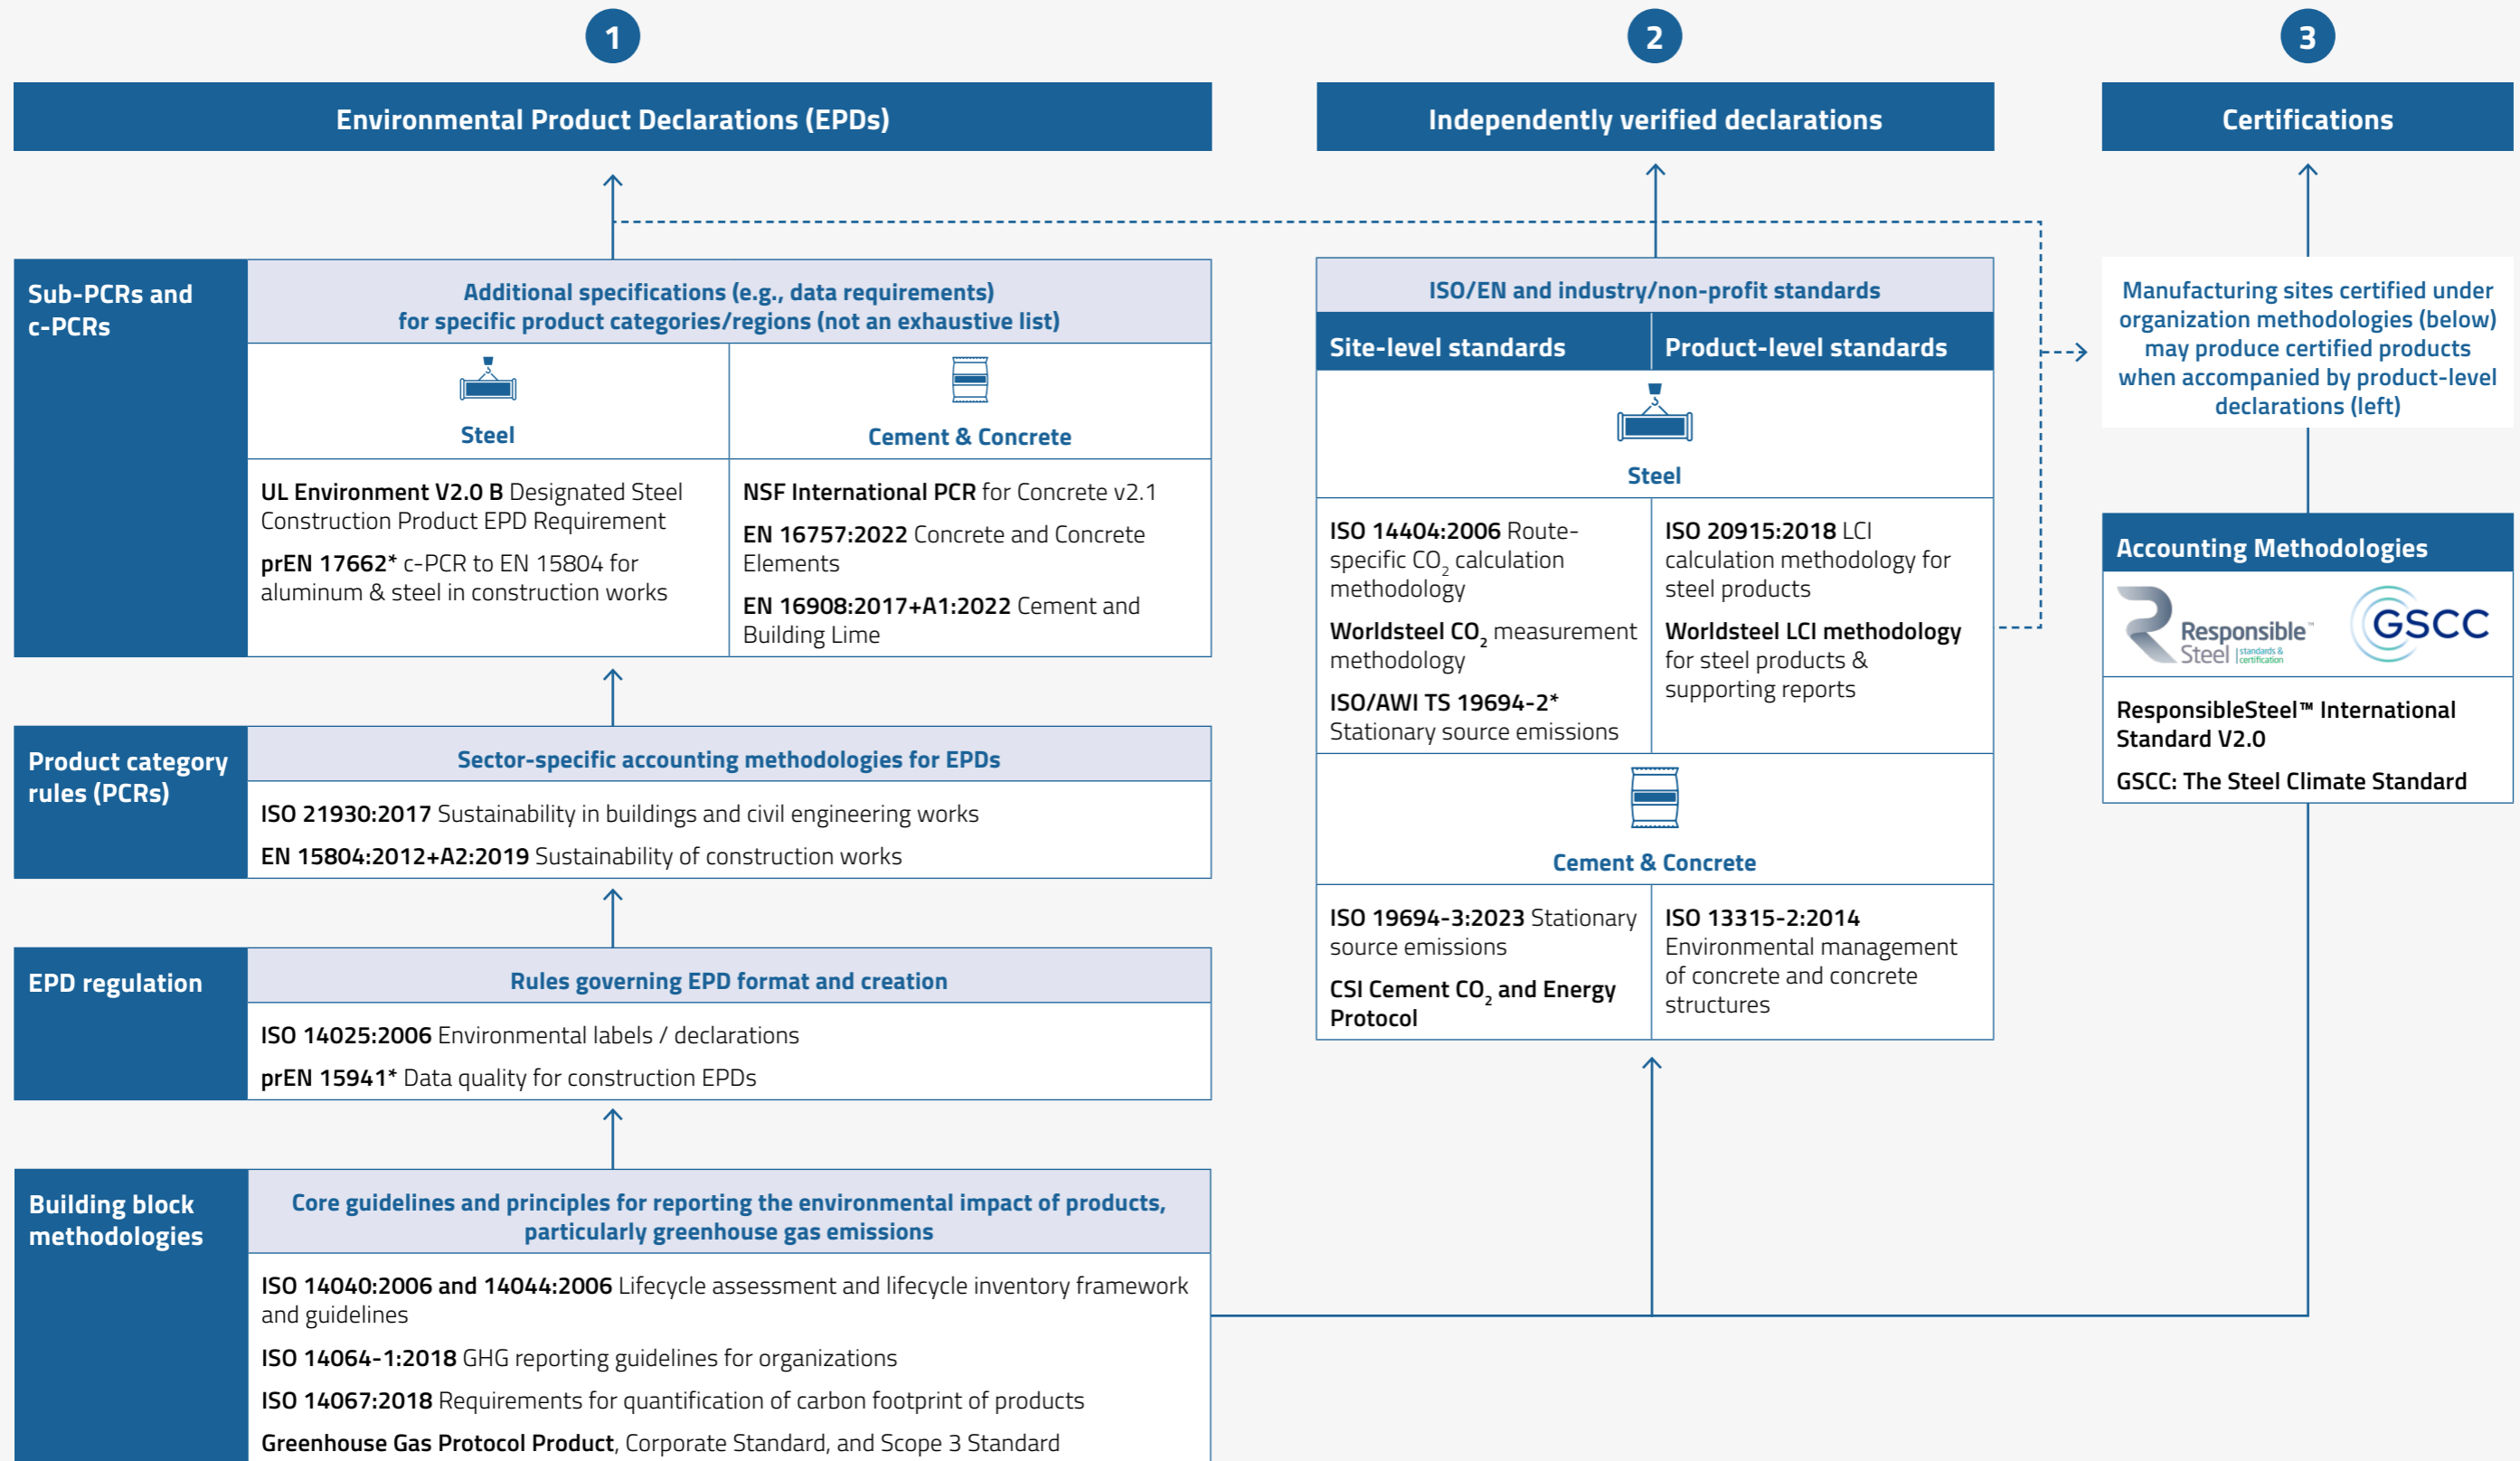 1
Environmental Product Declarations (EPDs)
Sub-PCRs and
c-PCRs
Additional specifications (e.g., data requirements)
for specific product categories/regions (not an exhaustive list)
Steel
UL Environment V2.0 B Designated Steel
Construction Product EPD Requirement
prEN 17662* c-PCR to EN 15804 for
aluminum & steel in construction works
Cement & Concrete
NSF International PCR for Concrete v2.1
EN 16757:2022 Concrete and Concrete
Elements
EN 16908:2017+A1:2022 Cement and
Building Lime
Product category
rules (PCRs)
Sector-specific accounting methodologies for EPDs
ISO 21930:2017 Sustainability in buildings and civil engineering works
EN 15804:2012+A2:2019 Sustainability of construction works
EPD regulation
Rules governing EPD format and creation
ISO 14025:2006 Environmental labels / declarations
prEN 15941* Data quality for construction EPDs
Building block
methodologies
Core guidelines and principles for reporting the environmental impact of products,
particularly greenhouse gas emissions
ISO 14040:2006 and 14044:2006 Lifecycle assessment and lifecycle inventory framework
and guidelines
ISO 14064-1:2018 GHG reporting guidelines for organizations
ISO 14067:2018 Requirements for quantification of carbon footprint of products
Greenhouse Gas Protocol Product, Corporate Standard, and Scope 3 Standard
2
Independently verified declarations
ISO/EN and industry/non-profit standards
Site-level standards
Product-level standards
Steel
ISO 14404:2006 Route-
specific CO₂ calculation
methodology
Worldsteel CO₂ measurement
methodology
ISO/AWI TS 19694-2*
Stationary source emissions
ISO 20915:2018 LCI
calculation methodology for
steel products
Worldsteel LCI methodology
for steel products &
supporting reports
Cement & Concrete
ISO 19694-3:2023 Stationary
source emissions
CSI Cement CO₂ and Energy
Protocol
ISO 13315-2:2014
Environmental management
of concrete and concrete
structures
3
Certifications
Manufacturing sites certified under
organization methodologies (below)
may produce certified products
when accompanied by product-level
declarations (left)
Accounting Methodologies
Responsible™
Steel | standards &
certification
GSCC
ResponsibleSteel™ International
Standard V2.0
GSCC: The Steel Climate Standard